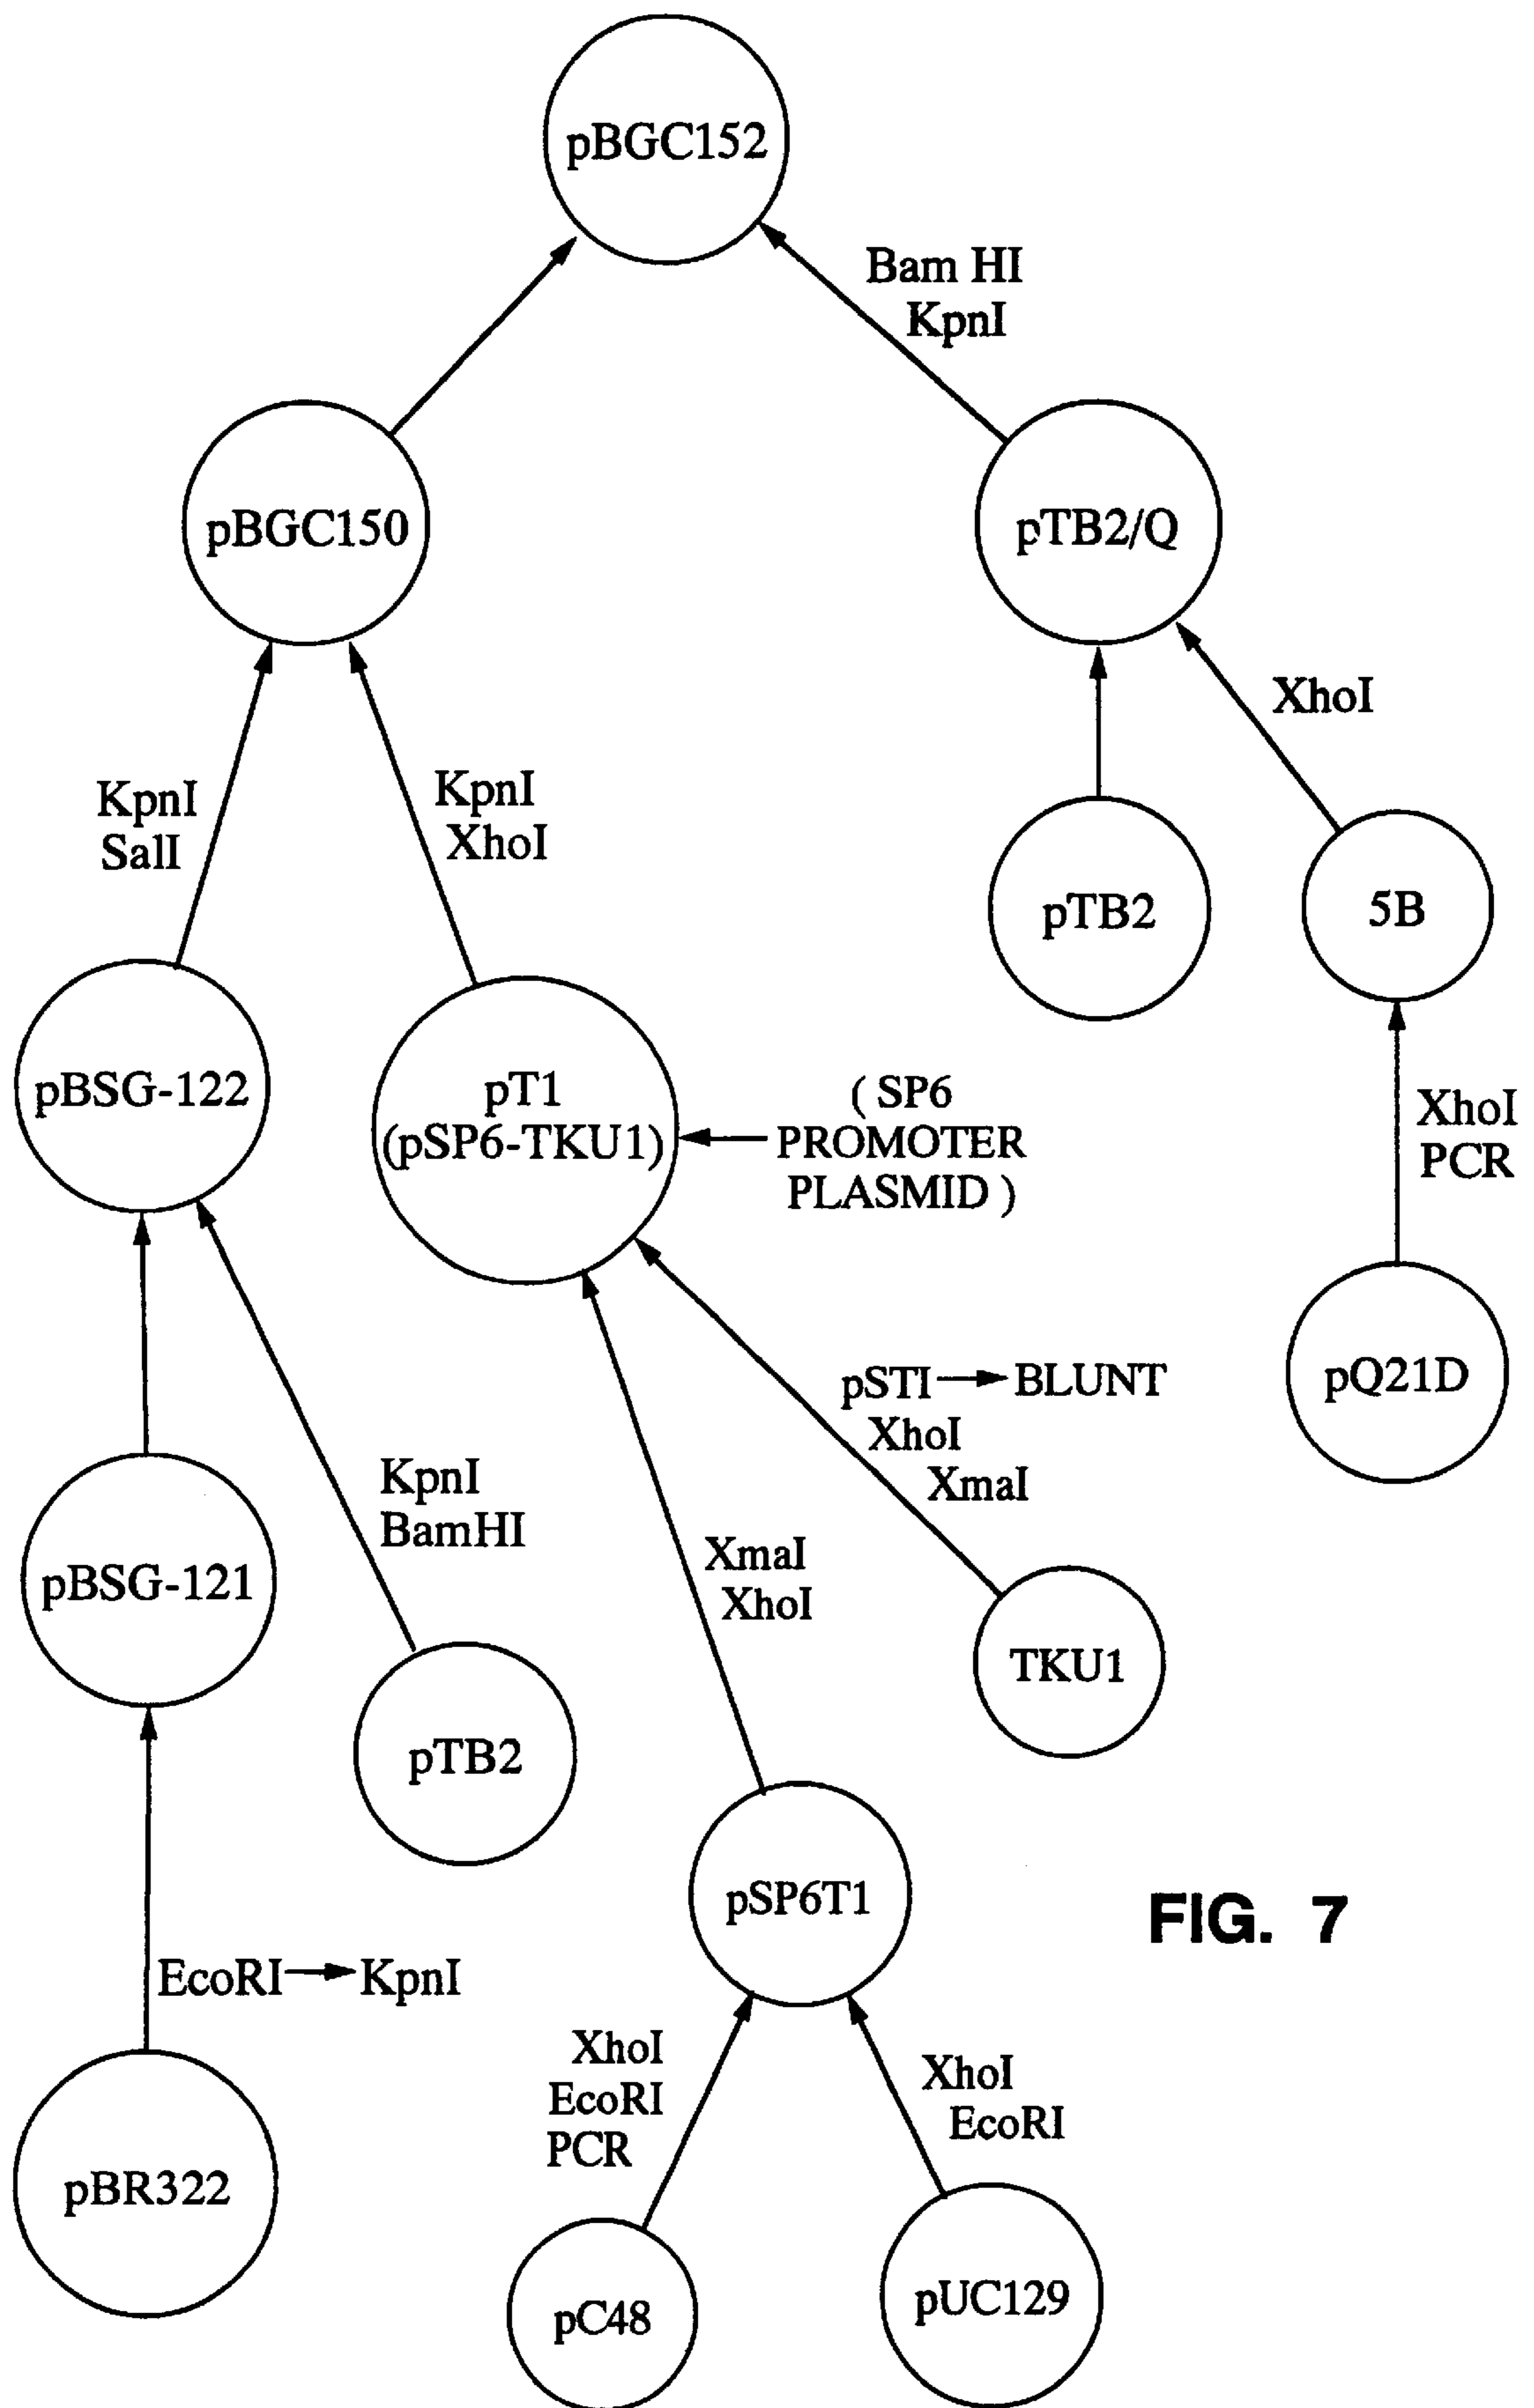 pBGC152
Bam HI
KpnI
pBGC150
pTB2/Q
XhoI
KpnI
SalI
KpnI
XhoI
pTB2
5B
pBSG-122
pT1
(pSP6-TKU1)
( SP6
PROMOTER
PLASMID )
XhoI
PCR
pQ21D
pSTI → BLUNT
XhoI
XmaI
KpnI
BamHI
pBSG-121
XmaI
XhoI
TKU1
pTB2
pSP6T1
FIG. 7
EcoRI → KpnI
XhoI
EcoRI
PCR
XhoI
EcoRI
pBR322
pC48
pUC129